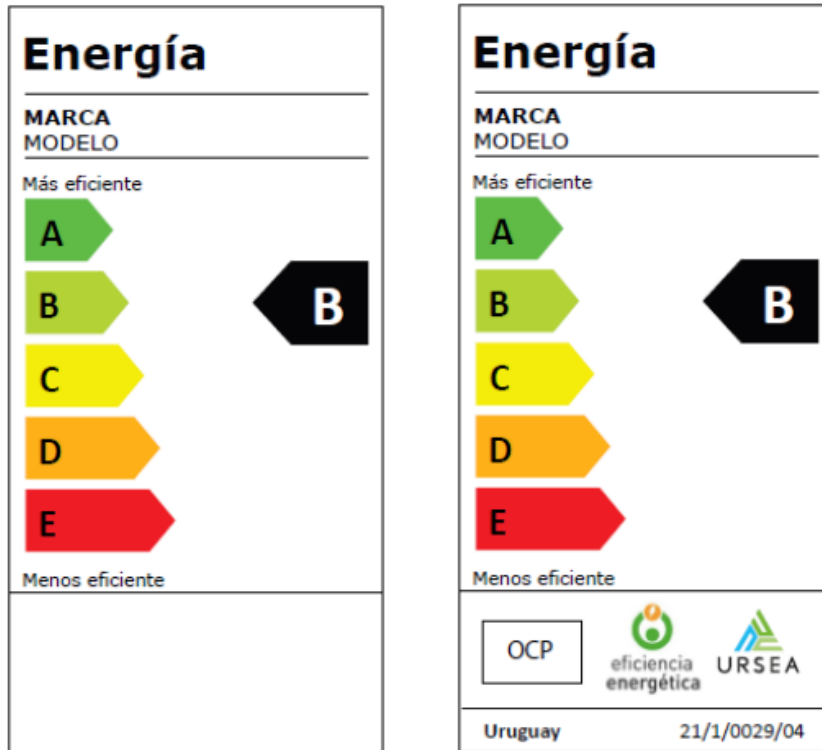 Energía
MARCA
MODELO
Más eficiente
A
B
B
C
D
E
Menos eficiente
Energía
MARCA
MODELO
Más eficiente
A
B
B
C
D
E
Menos eficiente
OCP
eficiencia
energética
URSEA
Uruguay 21/1/0029/04